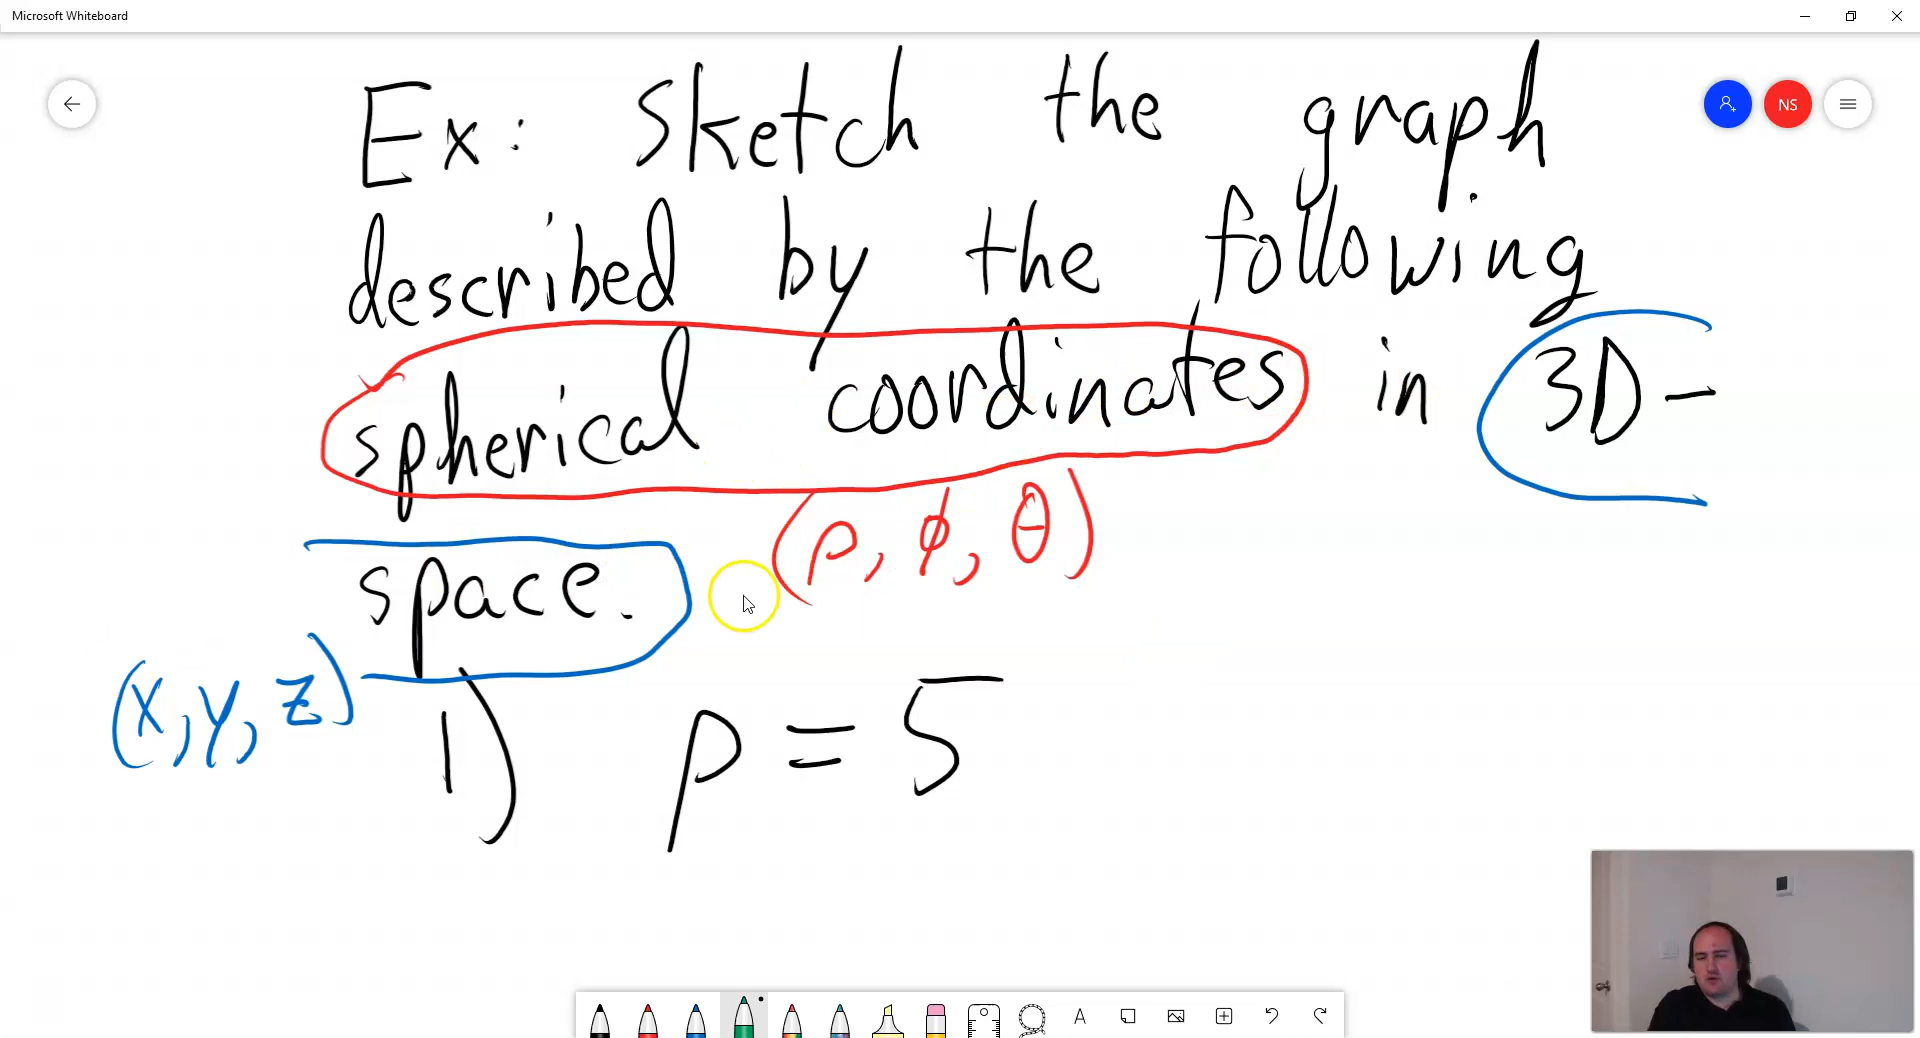 Microsoft Whiteboard
NS
Ex: Sketch the graph
described by the following
spherical coordinates in 3D-
space.
(ρ, ϕ, θ)
(x, y, z)
1) ρ = 5
A